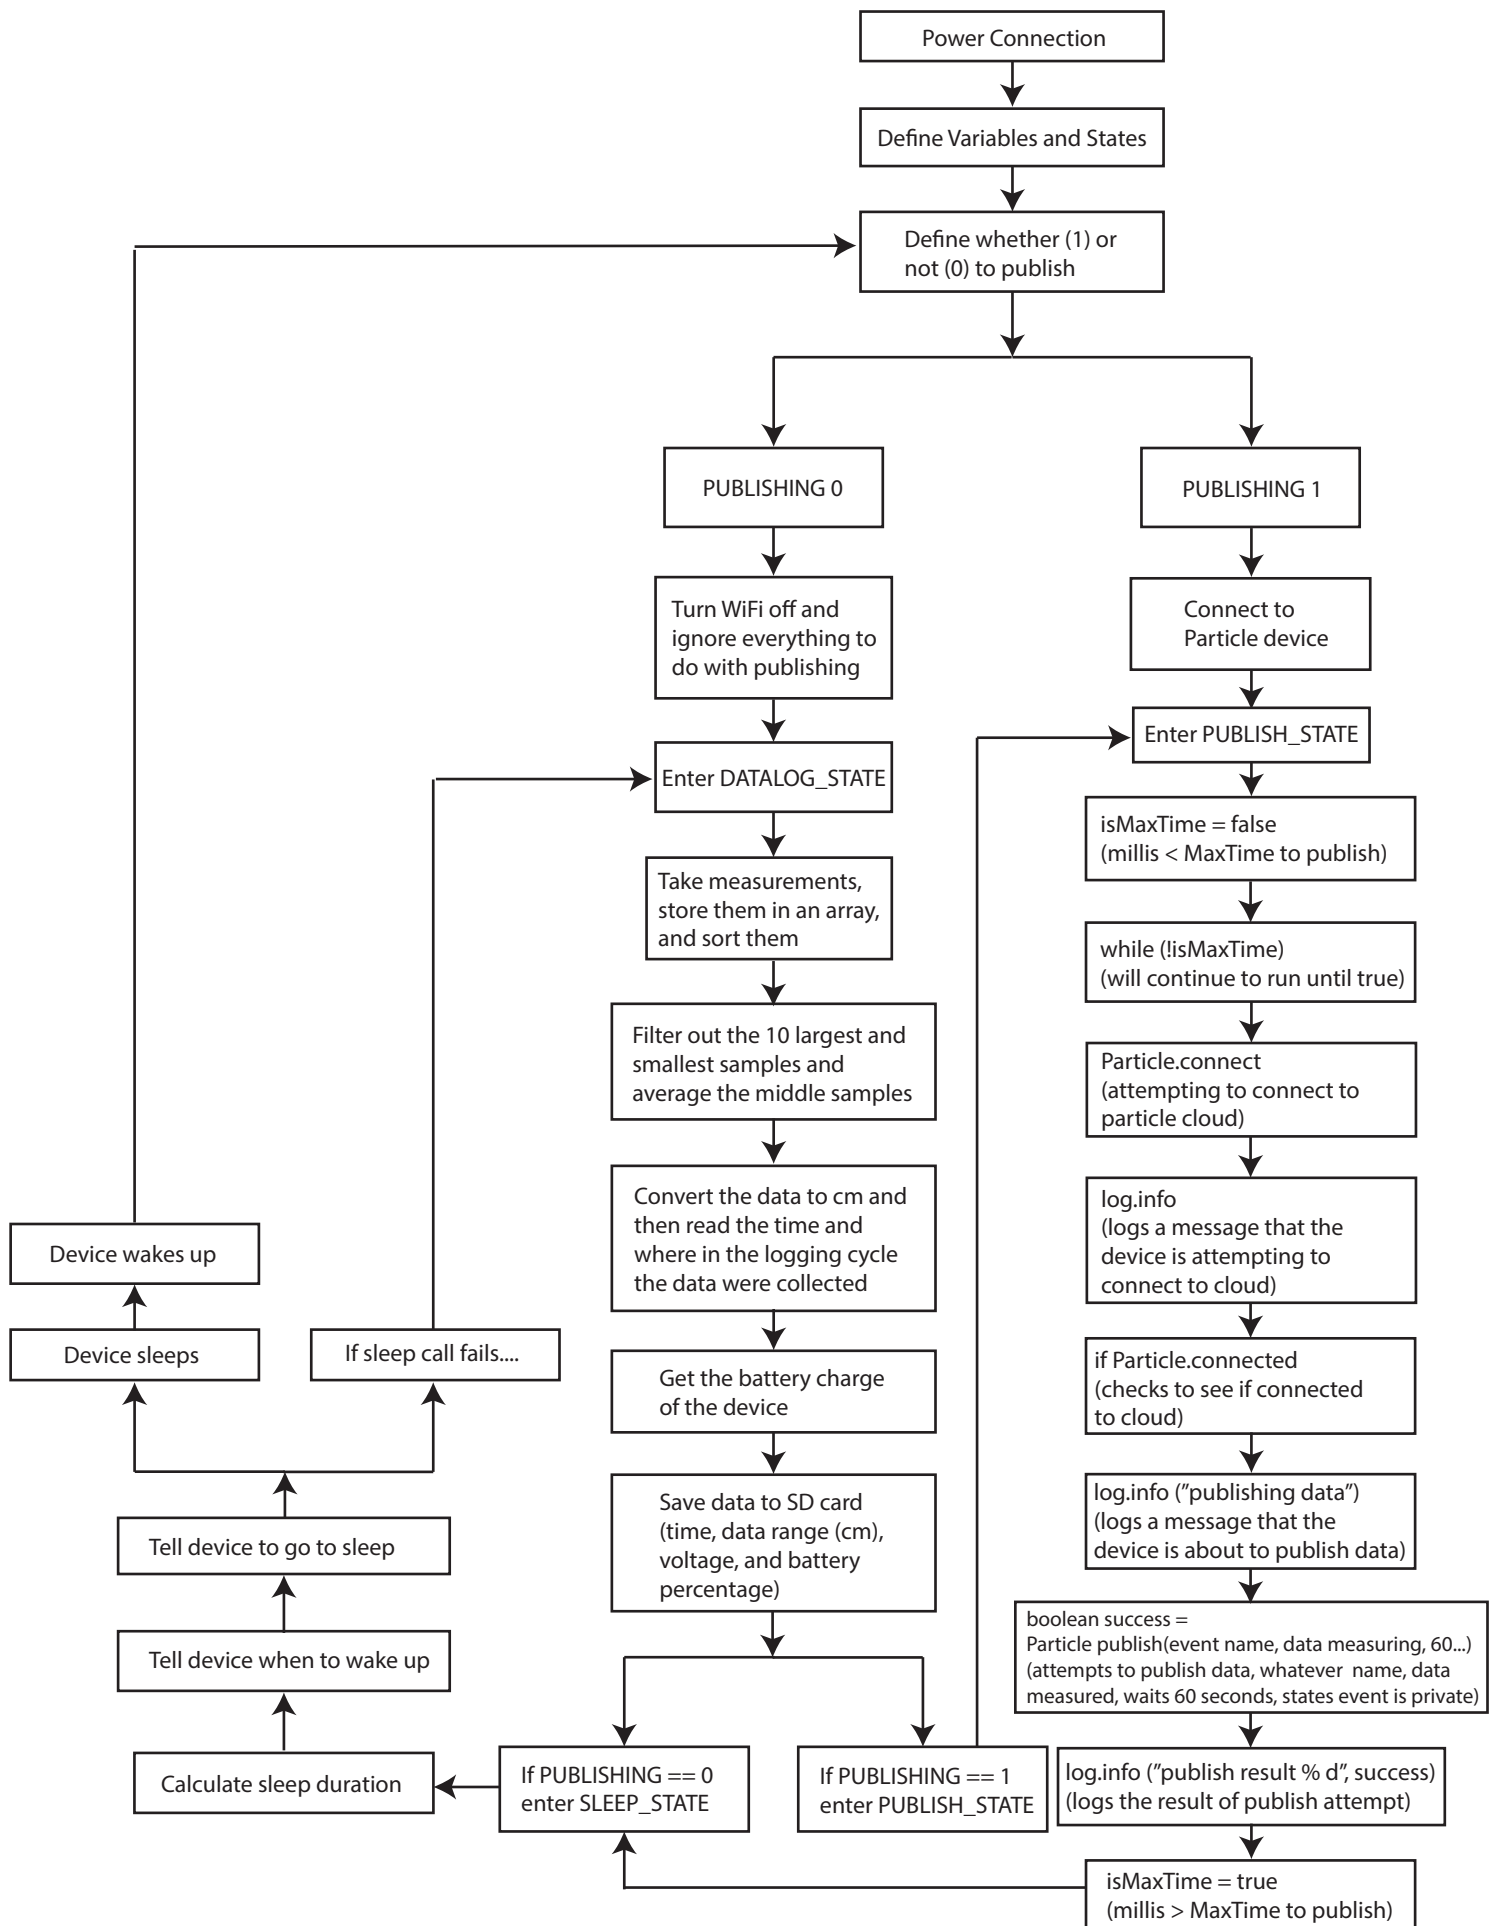 Power Connection
Define Variables and States
Define whether (1) or
not (0) to publish
PUBLISHING 0
PUBLISHING 1
Turn WiFi off and
ignore everything to
do with publishing
Connect to
Particle device
Enter PUBLISH_STATE
Enter DATALOG_STATE
isMaxTime = false
(millis < MaxTime to publish)
Take measurements,
store them in an array,
and sort them
while (!isMaxTime)
(will continue to run until true)
Filter out the 10 largest and
smallest samples and
average the middle samples
Particle.connect
(attempting to connect to
particle cloud)
Convert the data to cm and
then read the time and
where in the logging cycle
the data were collected
log.info
(logs a message that the
device is attempting to
connect to cloud)
Device wakes up
Device sleeps
If sleep call fails....
Get the battery charge
of the device
if Particle.connected
(checks to see if connected
to cloud)
Save data to SD card
(time, data range (cm),
voltage, and battery
percentage)
log.info (”publishing data”)
(logs a message that the
device is about to publish data)
Tell device to go to sleep
Tell device when to wake up
boolean success =
Particle publish(event name, data measuring, 60...)
(attempts to publish data, whatever  name, data
measured, waits 60 seconds, states event is private)
Calculate sleep duration
If PUBLISHING == 0
enter SLEEP_STATE
If PUBLISHING == 1
enter PUBLISH_STATE
log.info (”publish result % d”, success)
(logs the result of publish attempt)
isMaxTime = true
(millis > MaxTime to publish)